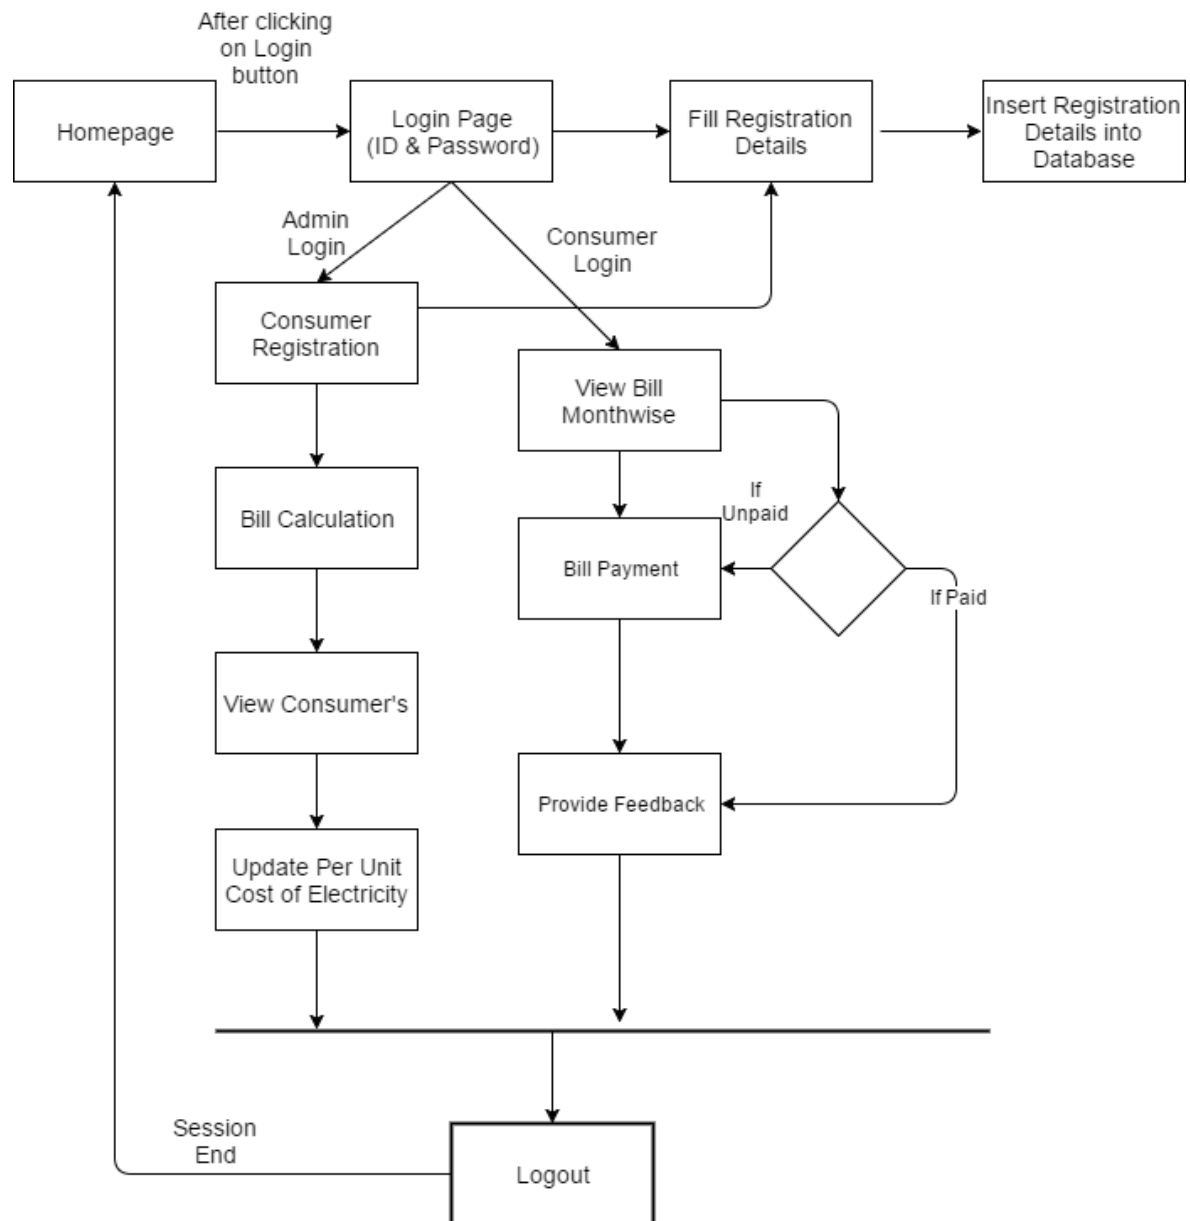 After clicking
on Login
button
Homepage
Login Page
(ID & Password)
Fill Registration
Details
Insert Registration
Details into
Database
Admin
Login
Consumer
Login
Consumer
Registration
View Bill
Monthwise
If
Unpaid
Bill Calculation
Bill Payment
If Paid
View Consumer's
Provide Feedback
Update Per Unit
Cost of Electricity
Session
End
Logout